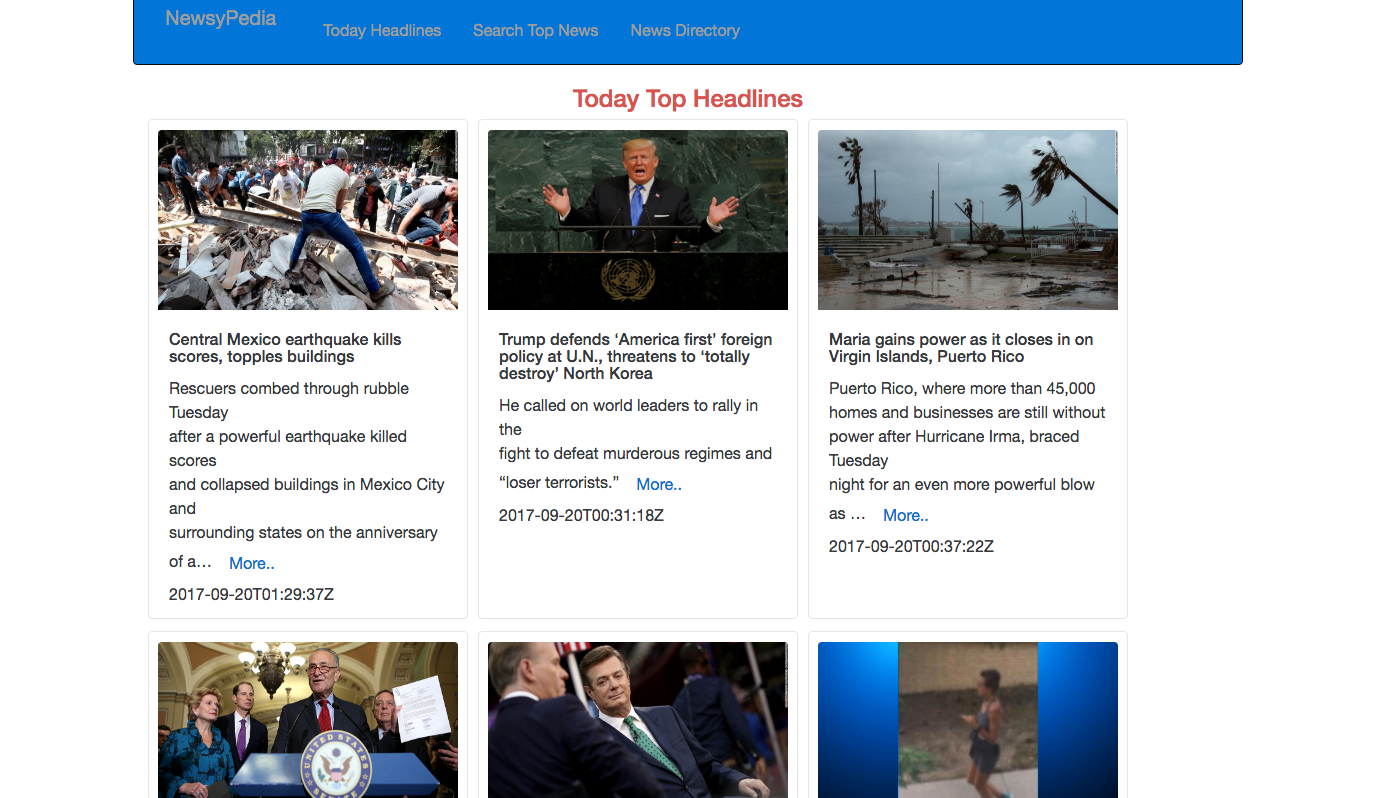 NewsyPedia
Today Headlines
Search Top News
News Directory
Today Top Headlines
Central Mexico earthquake kills
scores, topples buildings
Rescuers combed through rubble
Tuesday
after a powerful earthquake killed
scores
and collapsed buildings in Mexico City
and
surrounding states on the anniversary
of a… More..
2017-09-20T01:29:37Z
Trump defends ‘America first’ foreign
policy at U.N., threatens to ‘totally
destroy’ North Korea
He called on world leaders to rally in
the
fight to defeat murderous regimes and
“loser terrorists.” More..
2017-09-20T00:31:18Z
Maria gains power as it closes in on
Virgin Islands, Puerto Rico
Puerto Rico, where more than 45,000
homes and businesses are still without
power after Hurricane Irma, braced
Tuesday
night for an even more powerful blow
as … More..
2017-09-20T00:37:22Z
UNITED STATES
SENATE